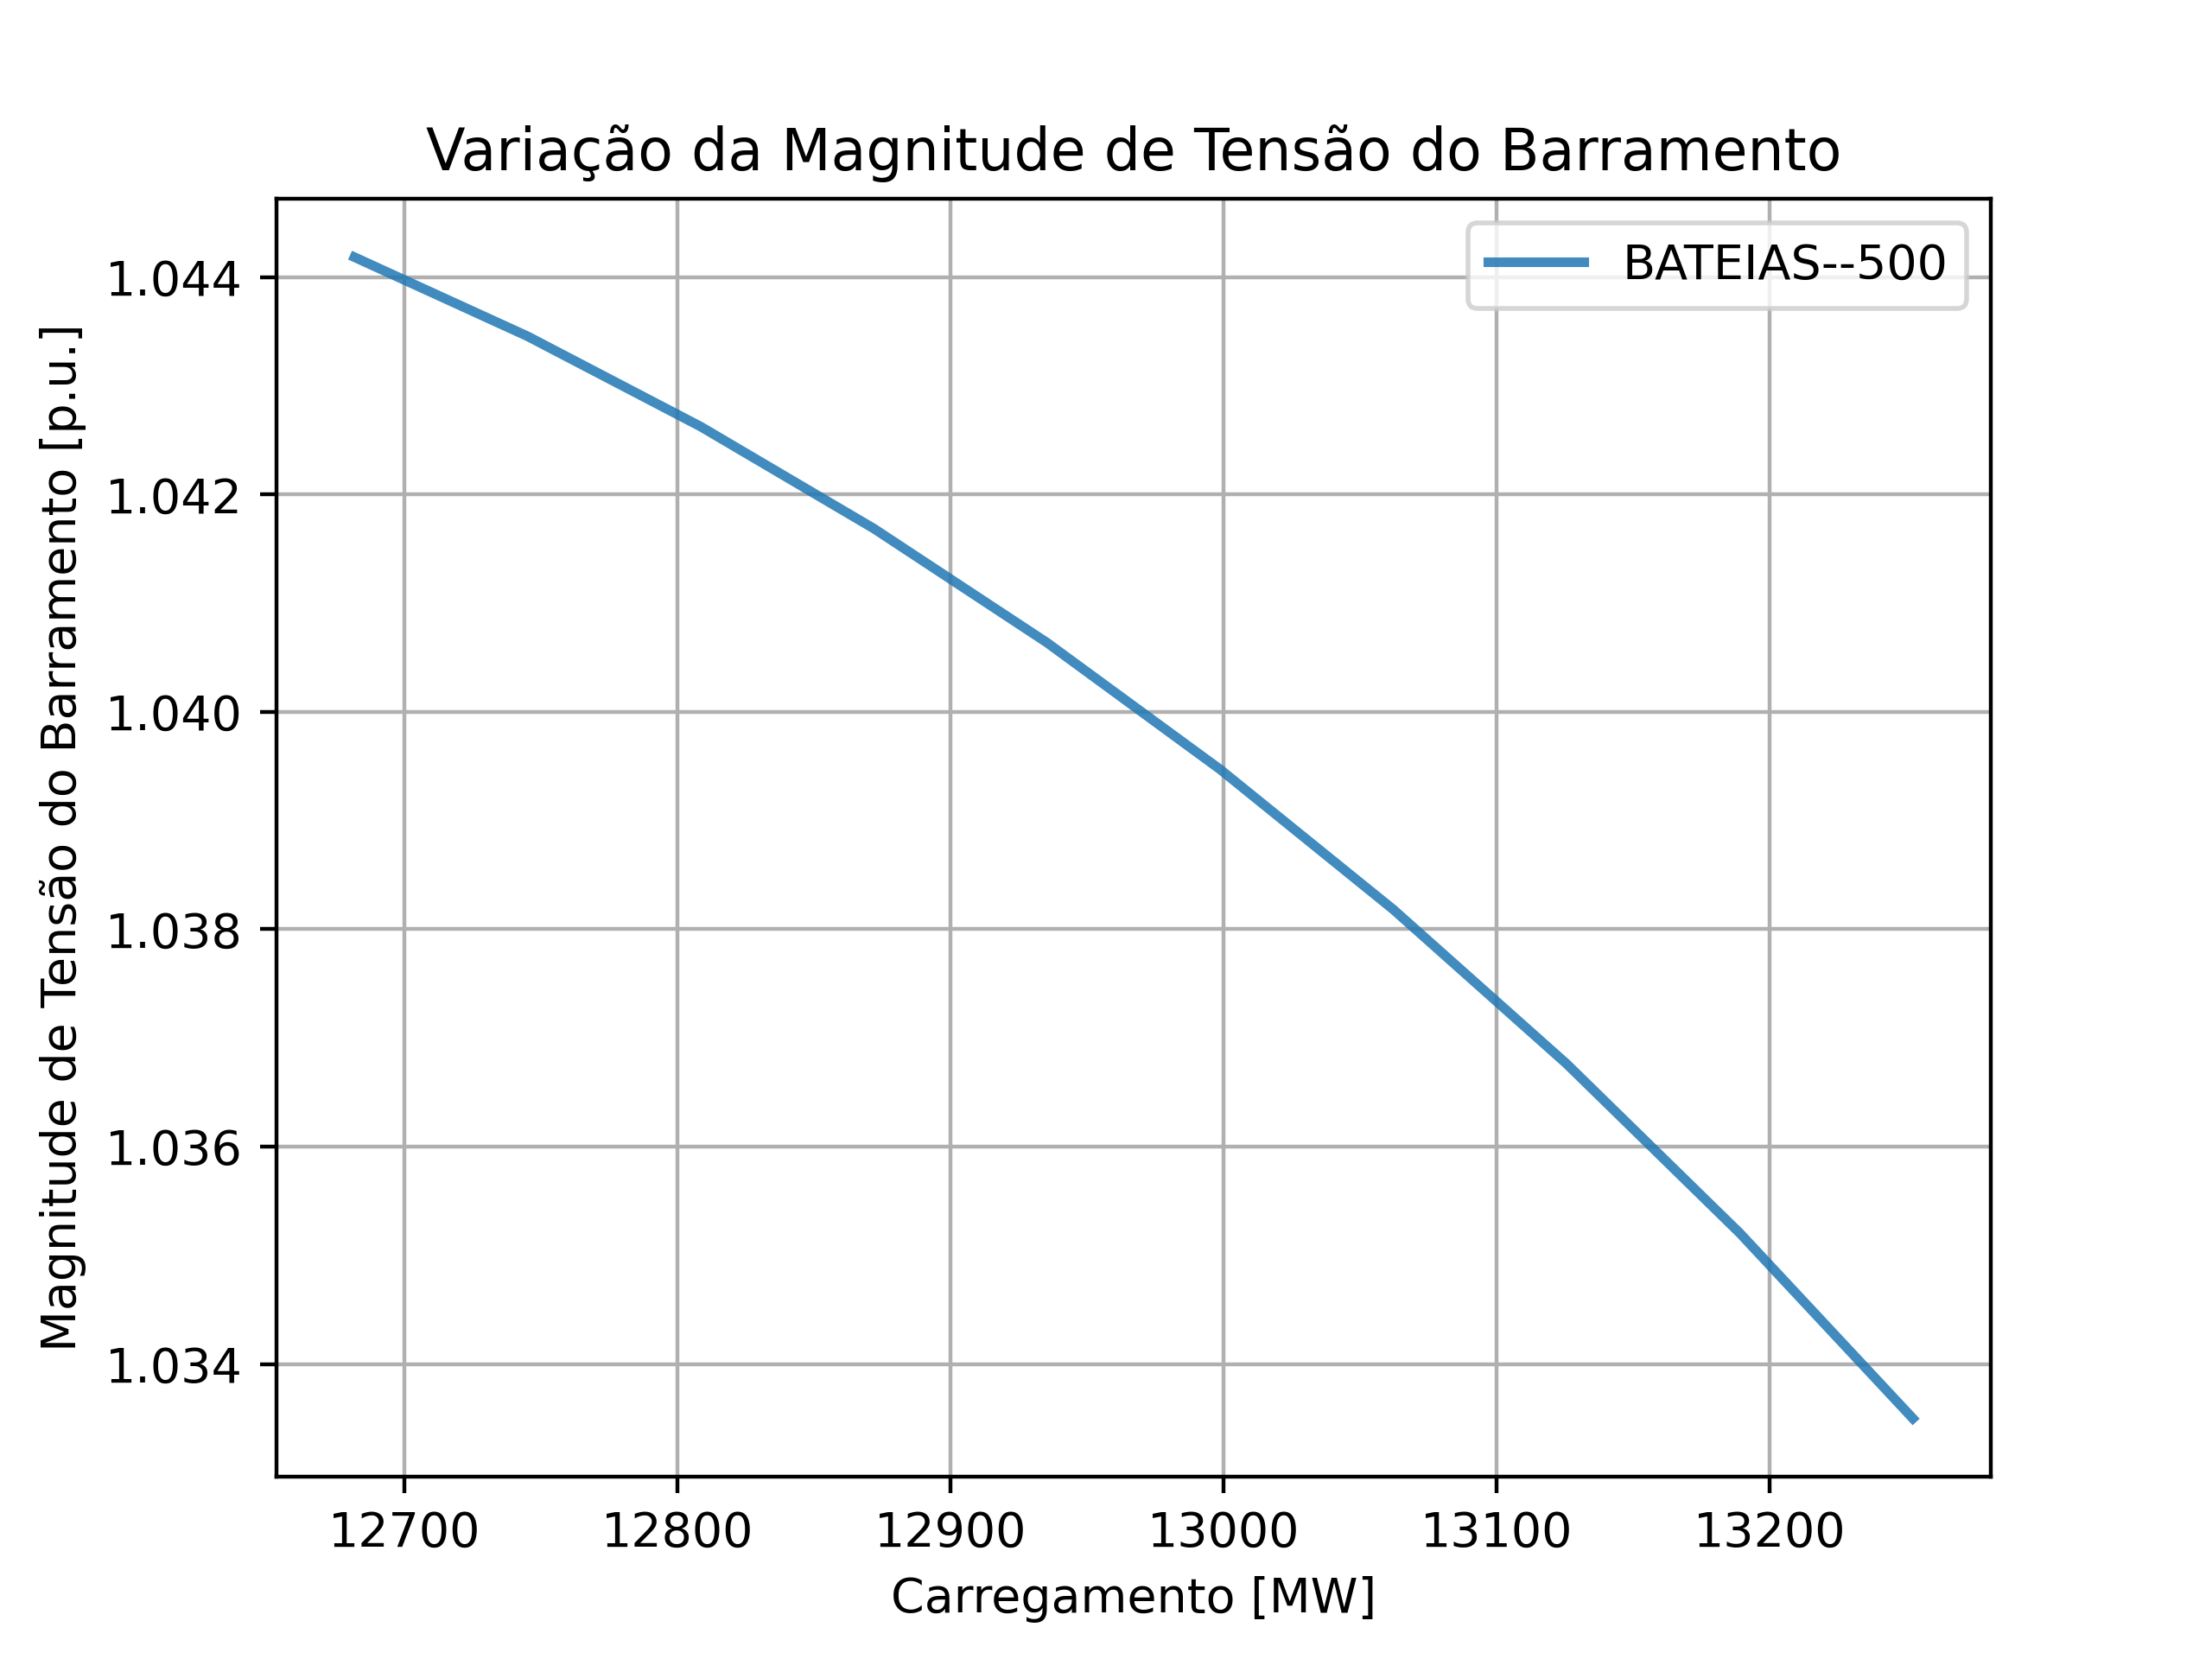 Variação da Magnitude de Tensão do Barramento
BATEIAS--500
Magnitude de Tensão do Barramento [p.u.]
1.044
1.042
1.040
1.038
1.036
1.034
12700 12800 12900 13000 13100 13200
Carregamento [MW]